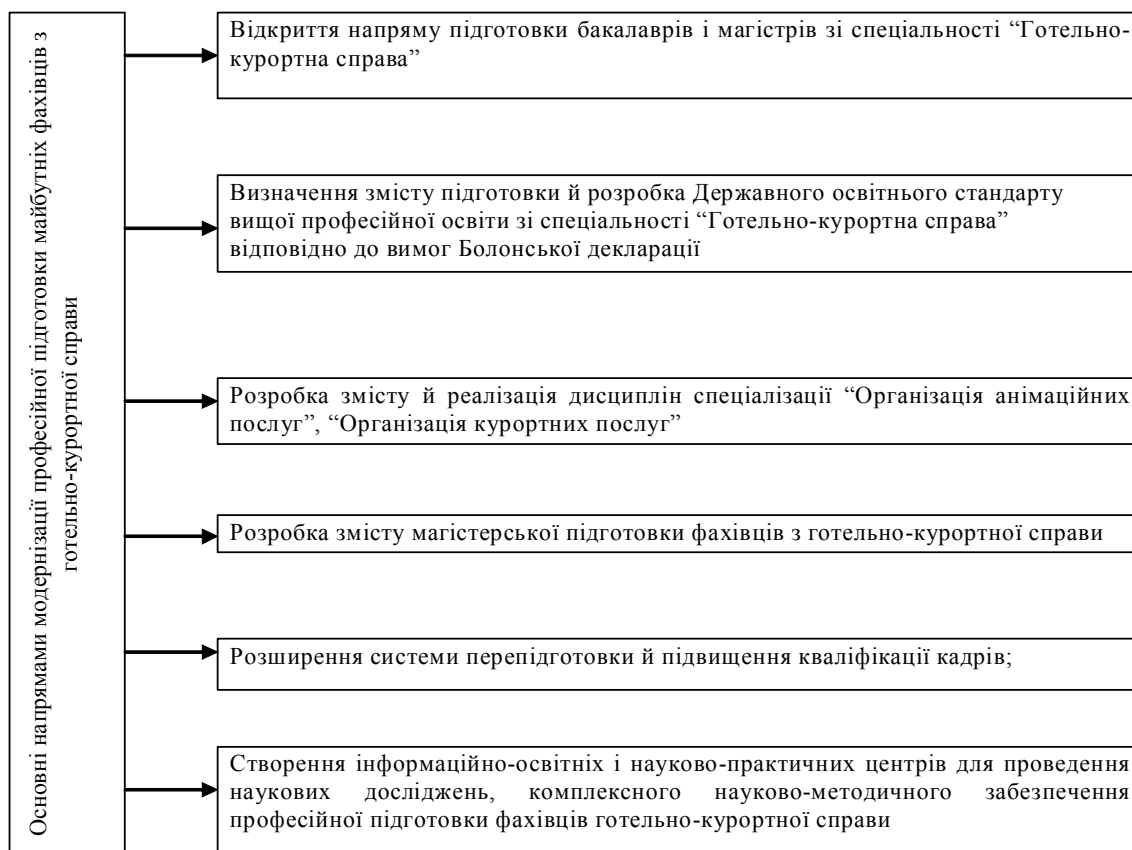 Основні напрямами модернізації професійної підготовки майбутніх фахівців з
готельно-курортної справи
Відкриття напряму підготовки бакалаврів і магістрів зі спеціальності “Готельно-
курортна справа”
Визначення змісту підготовки й розробка Державного освітнього стандарту
вищої професійної освіти зі спеціальності “Готельно-курортна справа”
відповідно до вимог Болонської декларації
Розробка змісту й реалізація дисциплін спеціалізації “Організація анімаційних
послуг”, “Організація курортних послуг”
Розробка змісту магістерської підготовки фахівців з готельно-курортної справи
Розширення системи перепідготовки й підвищення кваліфікації кадрів;
Створення інформаційно-освітніх і науково-практичних центрів для проведення
наукових досліджень, комплексного науково-методичного забезпечення
професійної підготовки фахівців готельно-курортної справи